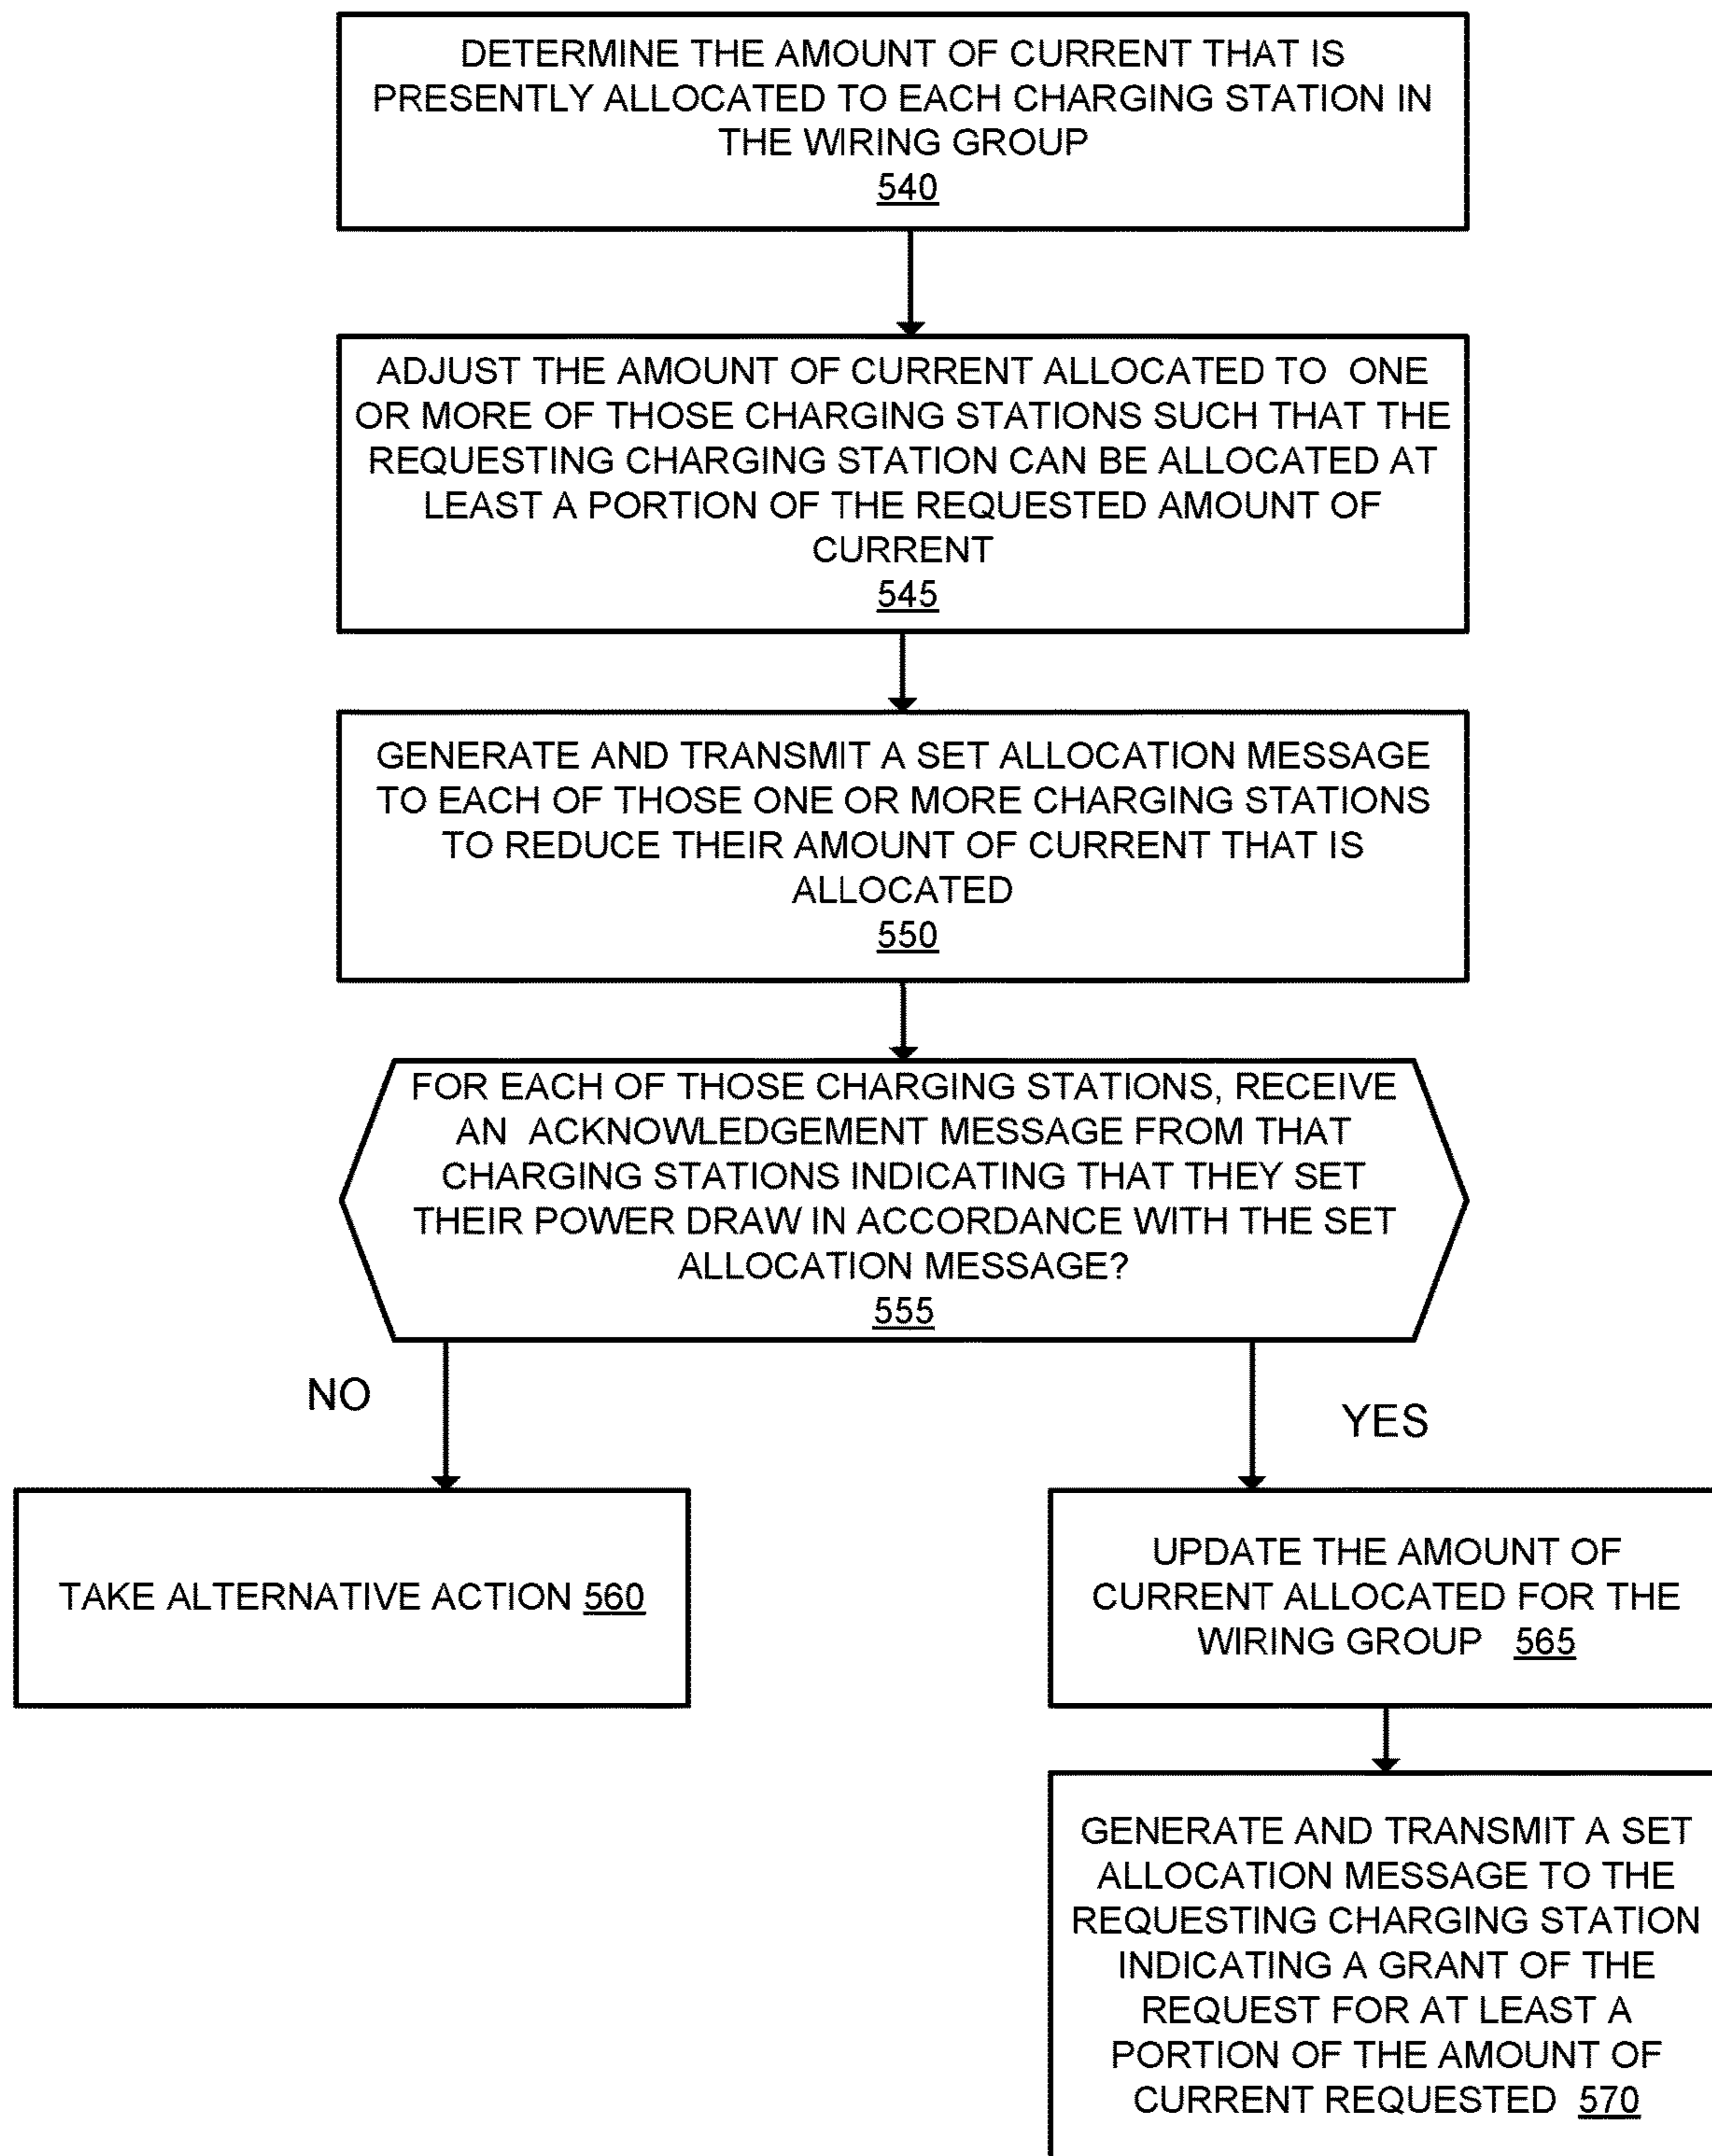 DETERMINE THE AMOUNT OF CURRENT THAT IS
PRESENTLY ALLOCATED TO EACH CHARGING STATION IN
THE WIRING GROUP
540
ADJUST THE AMOUNT OF CURRENT ALLOCATED TO ONE
OR MORE OF THOSE CHARGING STATIONS SUCH THAT THE
REQUESTING CHARGING STATION CAN BE ALLOCATED AT
LEAST A PORTION OF THE REQUESTED AMOUNT OF
CURRENT
545
GENERATE AND TRANSMIT A SET ALLOCATION MESSAGE
TO EACH OF THOSE ONE OR MORE CHARGING STATIONS
TO REDUCE THEIR AMOUNT OF CURRENT THAT IS
ALLOCATED
550
FOR EACH OF THOSE CHARGING STATIONS, RECEIVE
AN ACKNOWLEDGEMENT MESSAGE FROM THAT
CHARGING STATIONS INDICATING THAT THEY SET
THEIR POWER DRAW IN ACCORDANCE WITH THE SET
ALLOCATION MESSAGE?
555
NO
YES
TAKE ALTERNATIVE ACTION 560
UPDATE THE AMOUNT OF
CURRENT ALLOCATED FOR THE
WIRING GROUP 565
GENERATE AND TRANSMIT A SET
ALLOCATION MESSAGE TO THE
REQUESTING CHARGING STATION
INDICATING A GRANT OF THE
REQUEST FOR AT LEAST A
PORTION OF THE AMOUNT OF
CURRENT REQUESTED 570